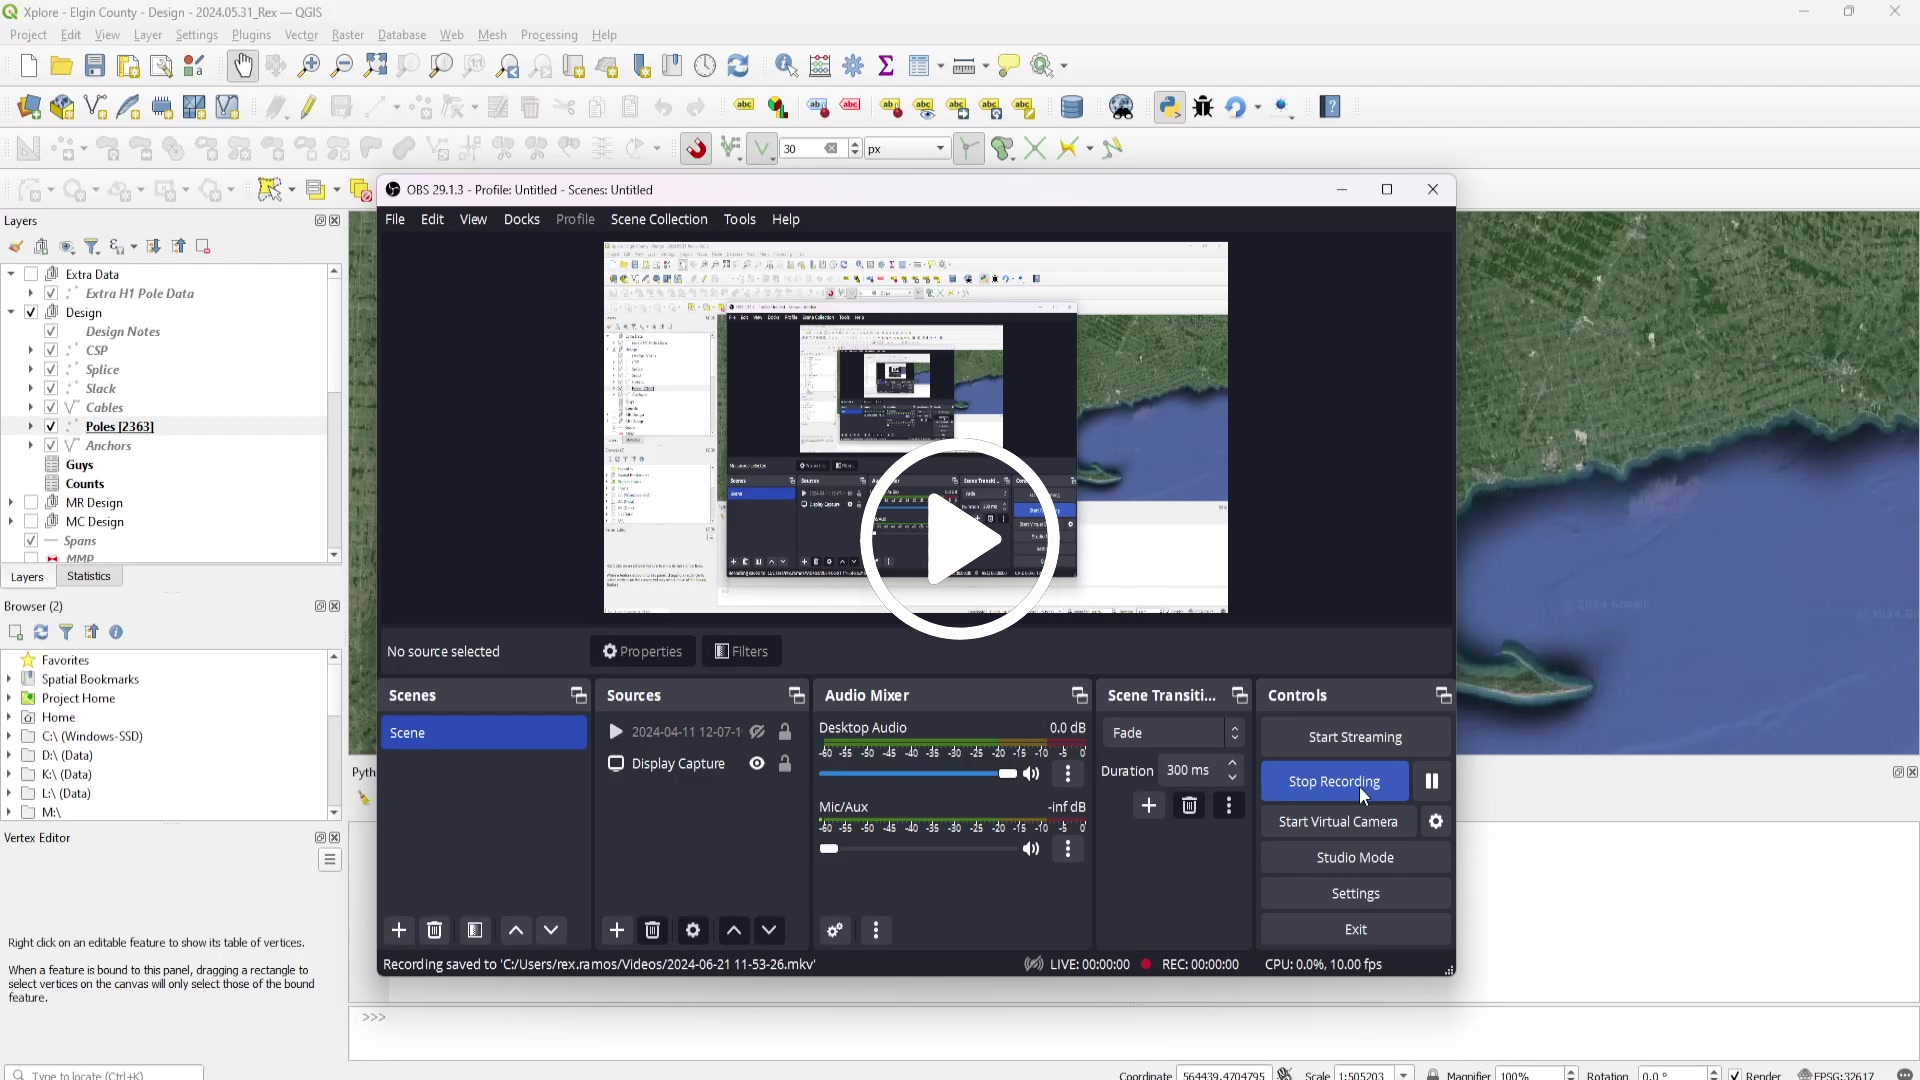 Xplore - Elgin County - Design - 2024.05.31_Rex — QGIS
Project Edit View Layer Settings Plugins Vector Raster Database Web Mesh Processing Help
30 px
OBS 29.1.3 - Profile: Untitled - Scenes: Untitled
File Edit View Docks Profile Scene Collection Tools Help
Layers
Extra Data
Extra H1 Pole Data
Design
Design Notes
CSP
Splice
Slack
Cables
Poles [2363]
Anchors
Guys
Counts
MR Design
MC Design
Spans
MMP
Layers Statistics
Browser (2)
Favorites
Spatial Bookmarks
Project Home
Home
C:\ (Windows-SSD)
D:\ (Data)
K:\ (Data)
L:\ (Data)
M:\
Vertex Editor
Right click on an editable feature to show its table of vertices.
When a feature is bound to this panel, dragging a rectangle to
select vertices on the canvas will only select those of the bound
feature.
Type to locate (Ctrl+K)
No source selected Properties Filters
Scenes
Scene
Sources
2024-04-11 12-07-1
Display Capture
Audio Mixer
Desktop Audio 0.0 dB
-60 -55 -50 -45 -40 -35 -30 -25 -20 -15 -10 -5 0
Mic/Aux -inf dB
-60 -55 -50 -45 -40 -35 -30 -25 -20 -15 -10 -5 0
Scene Transiti...
Fade
Duration 300 ms
Controls
Start Streaming
Stop Recording
Start Virtual Camera
Studio Mode
Settings
Exit
Recording saved to 'C:/Users/rex.ramos/Videos/2024-06-21 11-53-26.mkv'
LIVE: 00:00:00 REC: 00:00:00 CPU: 0.0%, 10.00 fps
Pyth
>>>
© 2024 Google
Coordinate 564439,4704795 Scale 1:505203 Magnifier 100% Rotation 0.0 ° Render EPSG:32617